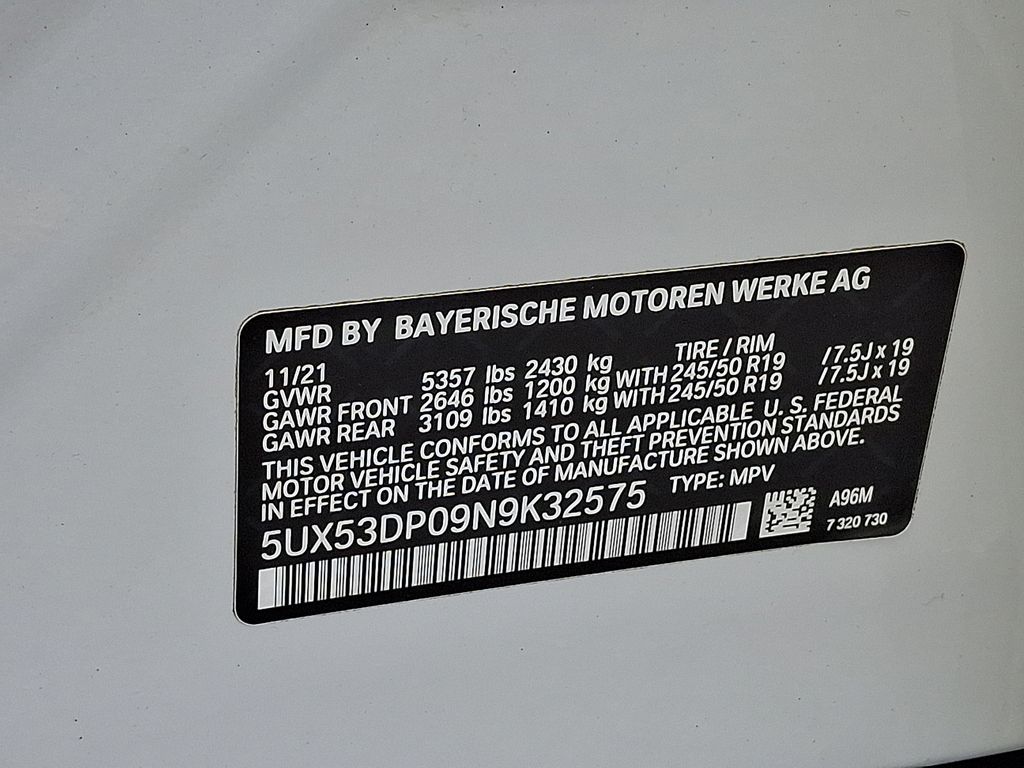 MFD BY BAYERISCHE MOTOREN WERKE AG
11/21 TIRE / RIM
GVWR 5357 lbs 2430 kg
GAWR FRONT 2646 lbs 1200 kg WITH 245/50 R19 /7.5J x 19
GAWR REAR 3109 lbs 1410 kg WITH 245/50 R19 /7.5J x 19
THIS VEHICLE CONFORMS TO ALL APPLICABLE U. S. FEDERAL
MOTOR VEHICLE SAFETY AND THEFT PREVENTION STANDARDS
IN EFFECT ON THE DATE OF MANUFACTURE SHOWN ABOVE.
5UX53DP09N9K32575 TYPE: MPV
A96M
7 320 730